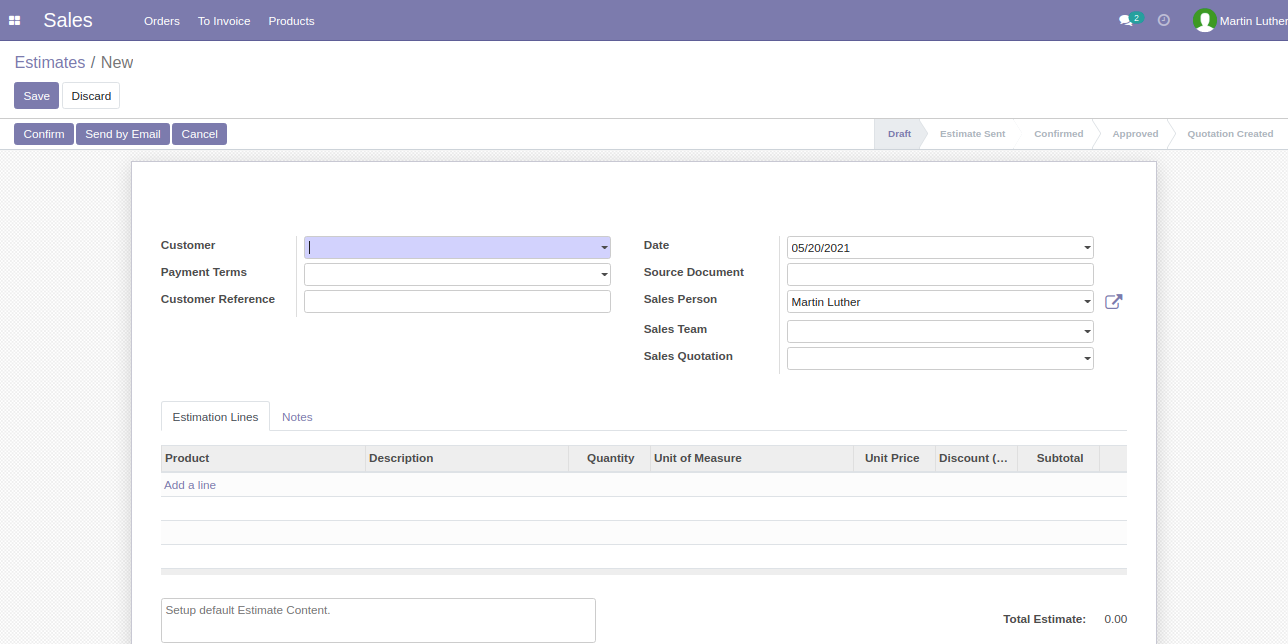 Sales Orders To Invoice Products 2 Martin Luther
Estimates / New
Save Discard
Confirm Send by Email Cancel Draft Estimate Sent Confirmed Approved Quotation Created
Customer Date 05/20/2021
Payment Terms Source Document
Customer Reference Sales Person Martin Luther
Sales Team
Sales Quotation
Estimation Lines Notes
Product Description Quantity Unit of Measure Unit Price Discount (... Subtotal
Add a line
Setup default Estimate Content.
Total Estimate: 0.00